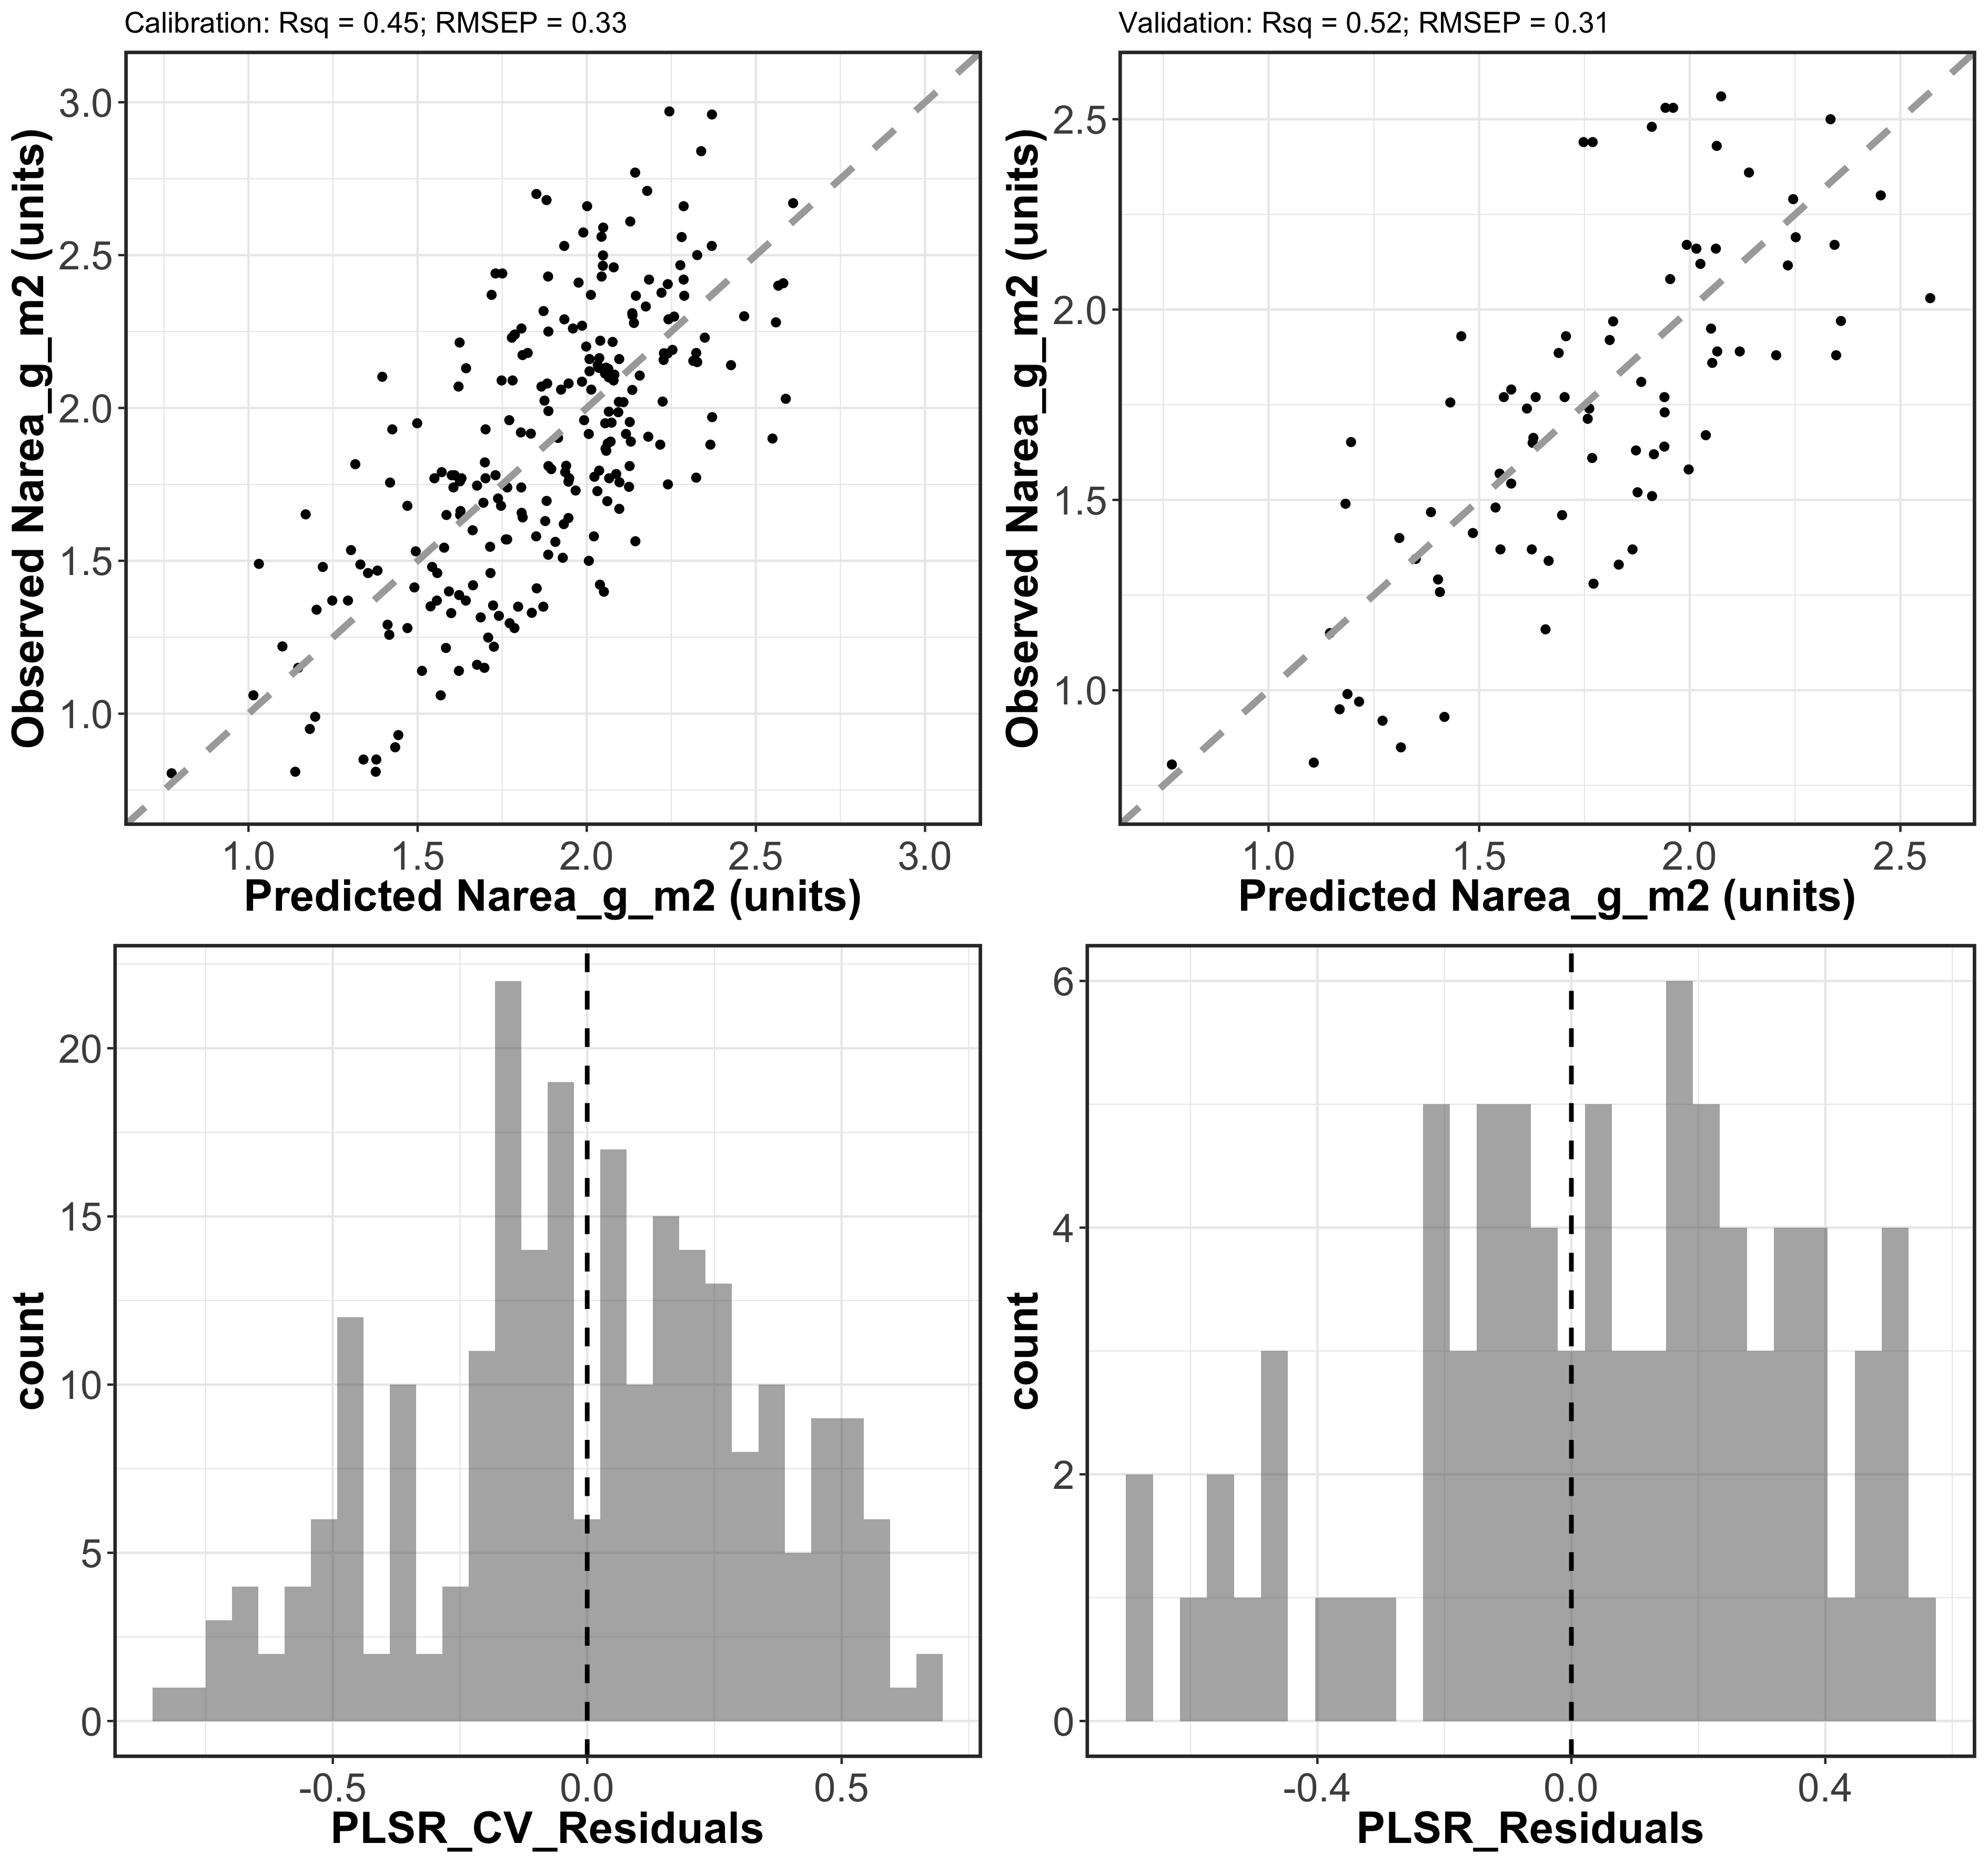 Calibration: Rsq = 0.45; RMSEP = 0.33
Observed Narea_g_m2 (units)
3.0
2.5
2.0
1.5
1.0
1.0 1.5 2.0 2.5 3.0
Predicted Narea_g_m2 (units)
Validation: Rsq = 0.52; RMSEP = 0.31
Observed Narea_g_m2 (units)
2.5
2.0
1.5
1.0
1.0 1.5 2.0 2.5
Predicted Narea_g_m2 (units)
count
20
15
10
5
0
-0.5 0.0 0.5
PLSR_CV_Residuals
count
6
4
2
0
-0.4 0.0 0.4
PLSR_Residuals